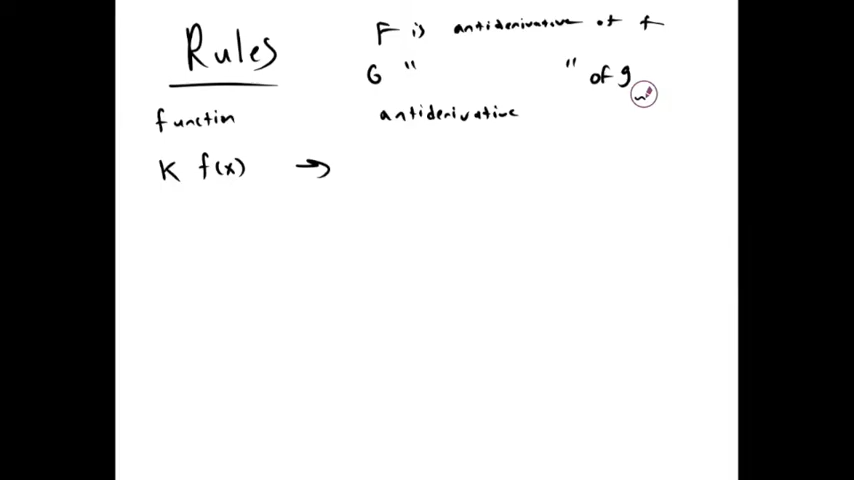 Rules
F is antiderivative of f
G " " of g
function antiderivative
K f(x) →